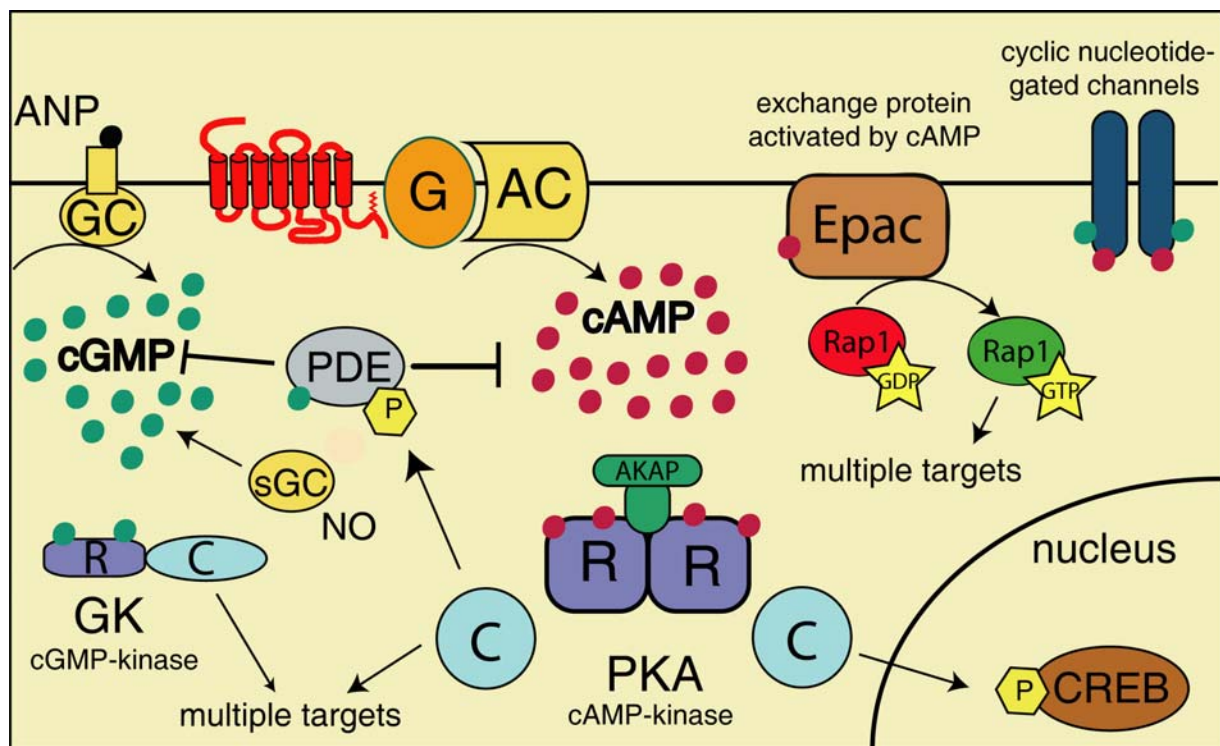 cyclic nucleotide-
gated channels
ANP
exchange protein
activated by cAMP
GC
G
AC
Epac
cGMP
PDE
P
cAMP
Rap1
GDP
Rap1
GTP
multiple targets
sGC
NO
AKAP
R
C
R
R
nucleus
GK
cGMP-kinase
C
C
PKA
cAMP-kinase
multiple targets
P
CREB